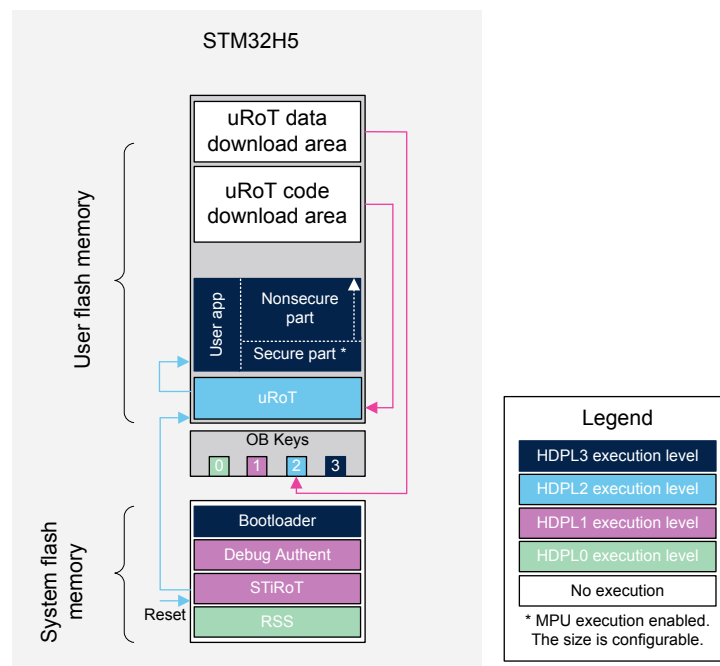 STM32H5
User flash memory
uRoT data
download area
uRoT code
download area
User app
Nonsecure
part
Secure part *
uRoT
OB Keys
0 1 2 3
System flash
memory
Bootloader
Debug Authent
STiRoT
Reset
RSS
Legend
HDPL3 execution level
HDPL2 execution level
HDPL1 execution level
HDPL0 execution level
No execution
* MPU execution enabled.
The size is configurable.